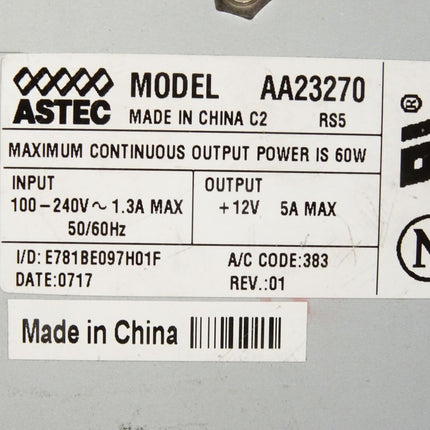 ASTEC MODEL AA23270
MADE IN CHINA C2 RS5
MAXIMUM CONTINUOUS OUTPUT POWER IS 60W
INPUT
100-240V~ 1.3A MAX
50/60Hz
OUTPUT
+12V 5A MAX
I/D: E781BE097H01F A/C CODE:383
DATE:0717 REV.:01
Made in China
®
N